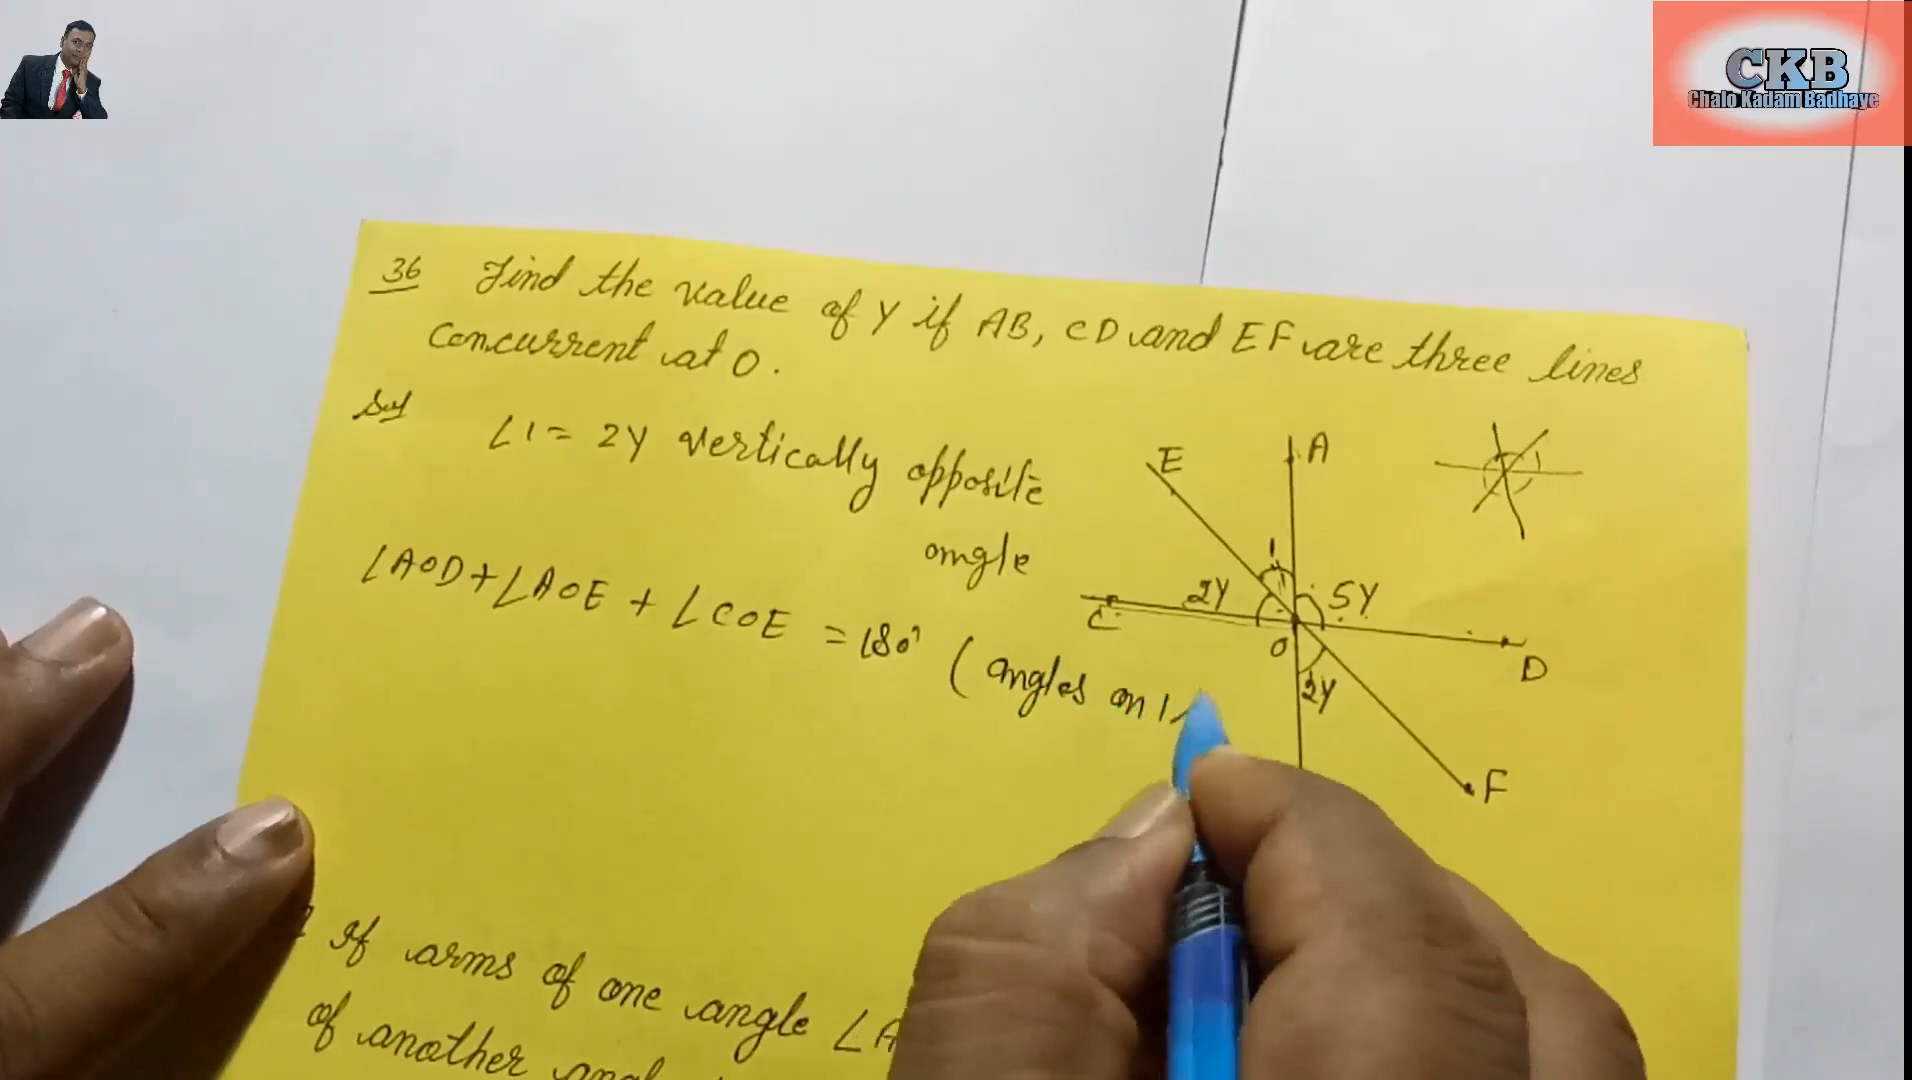 CKB
Chalo Kadam Badhaye
36 Find the value of Y if AB, CD and EF are three lines
concurrent at O.
Sol
∠1 = 2Y vertically opposite
angle
∠AOD + ∠AOE + ∠COE = 180° ( angles on
E
A
1
2Y
5Y
C
O
D
2Y
F
If arms of one angle ∠A
of another